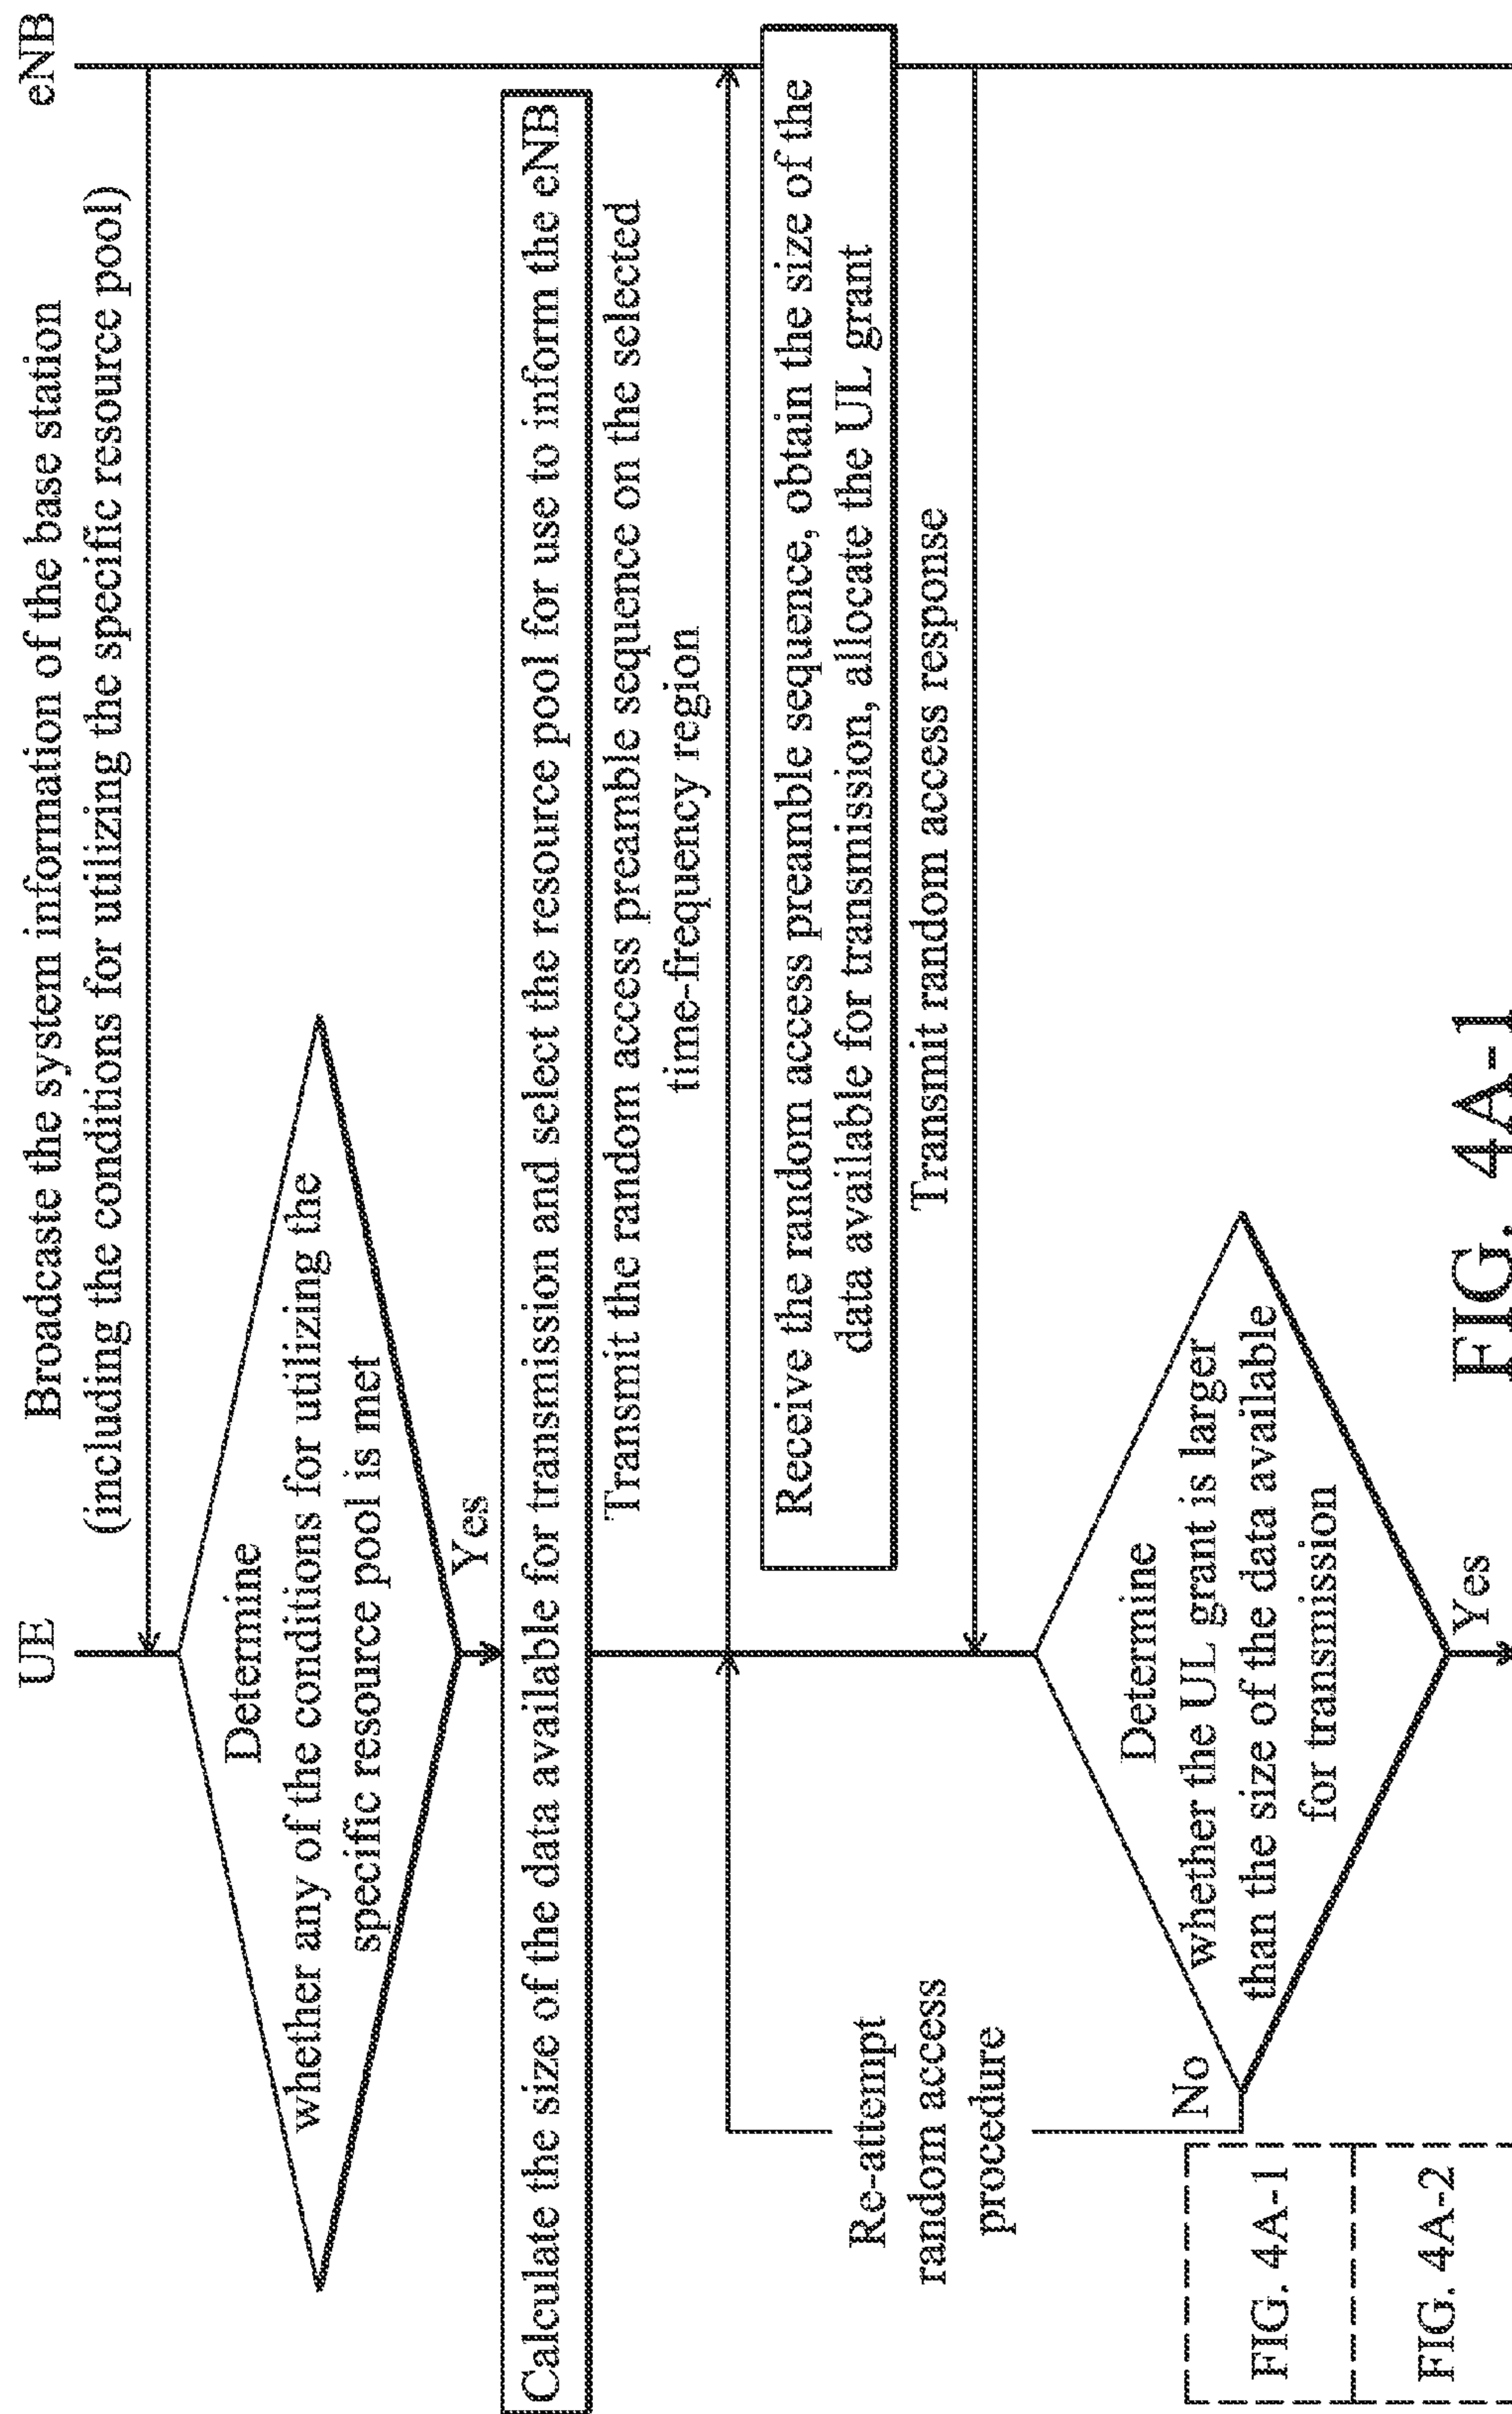 UE
eNB
Broadcaste the system information of the base station
(including the conditions for utilizing the specific resource pool)
Determine
whether any of the conditions for utilizing the
specific resource pool is met
Yes
Calculate the size of the data available for transmission and select the resource pool for use to inform the eNB
Transmit the random access preamble sequence on the selected
time-frequency region
Receive the random access preamble sequence, obtain the size of the
data available for transmission, allocate the UL grant
Transmit random access response
Re-attempt
random access
procedure
Determine
whether the UL grant is larger
than the size of the data available
for transmission
No
Yes
FIG. 4A-1
FIG. 4A-2
FIG. 4A-1